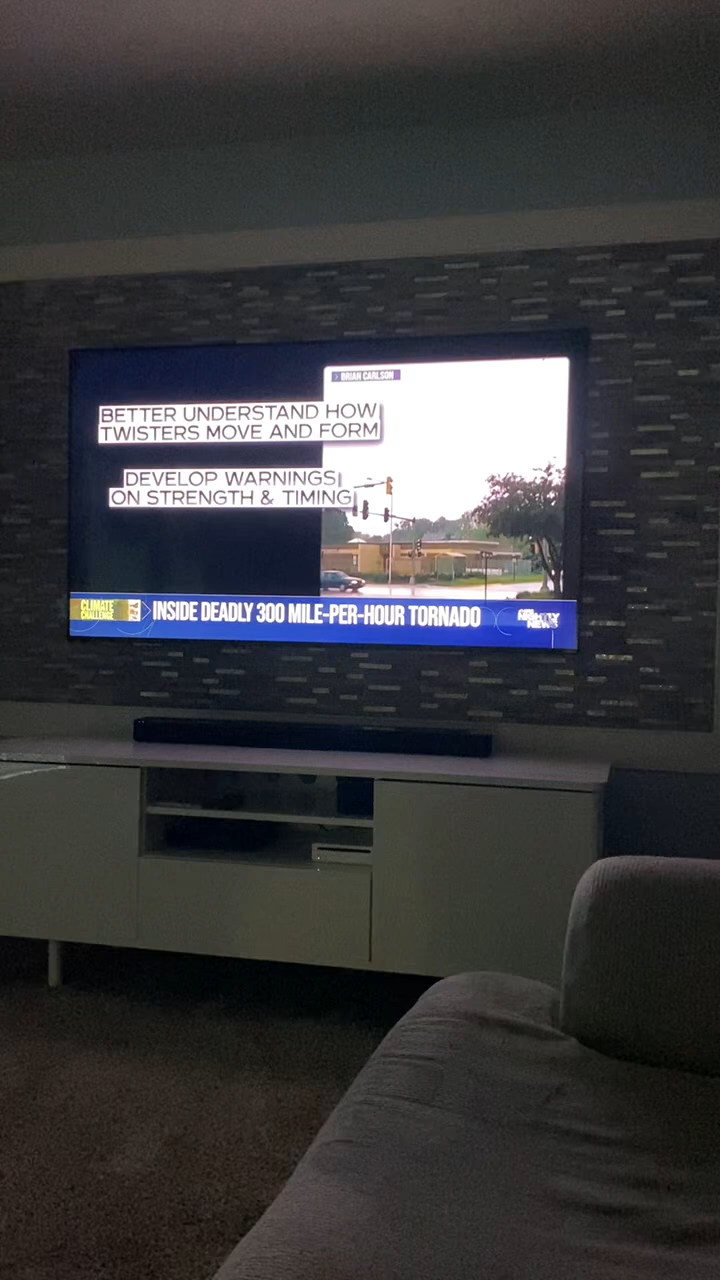 BRIAN CARLSON
BETTER UNDERSTAND HOW
TWISTERS MOVE AND FORM
DEVELOP WARNINGS
ON STRENGTH & TIMING
CLIMATE
CHALLENGE
INSIDE DEADLY 300 MILE-PER-HOUR TORNADO
NIGHTLY
NEWS